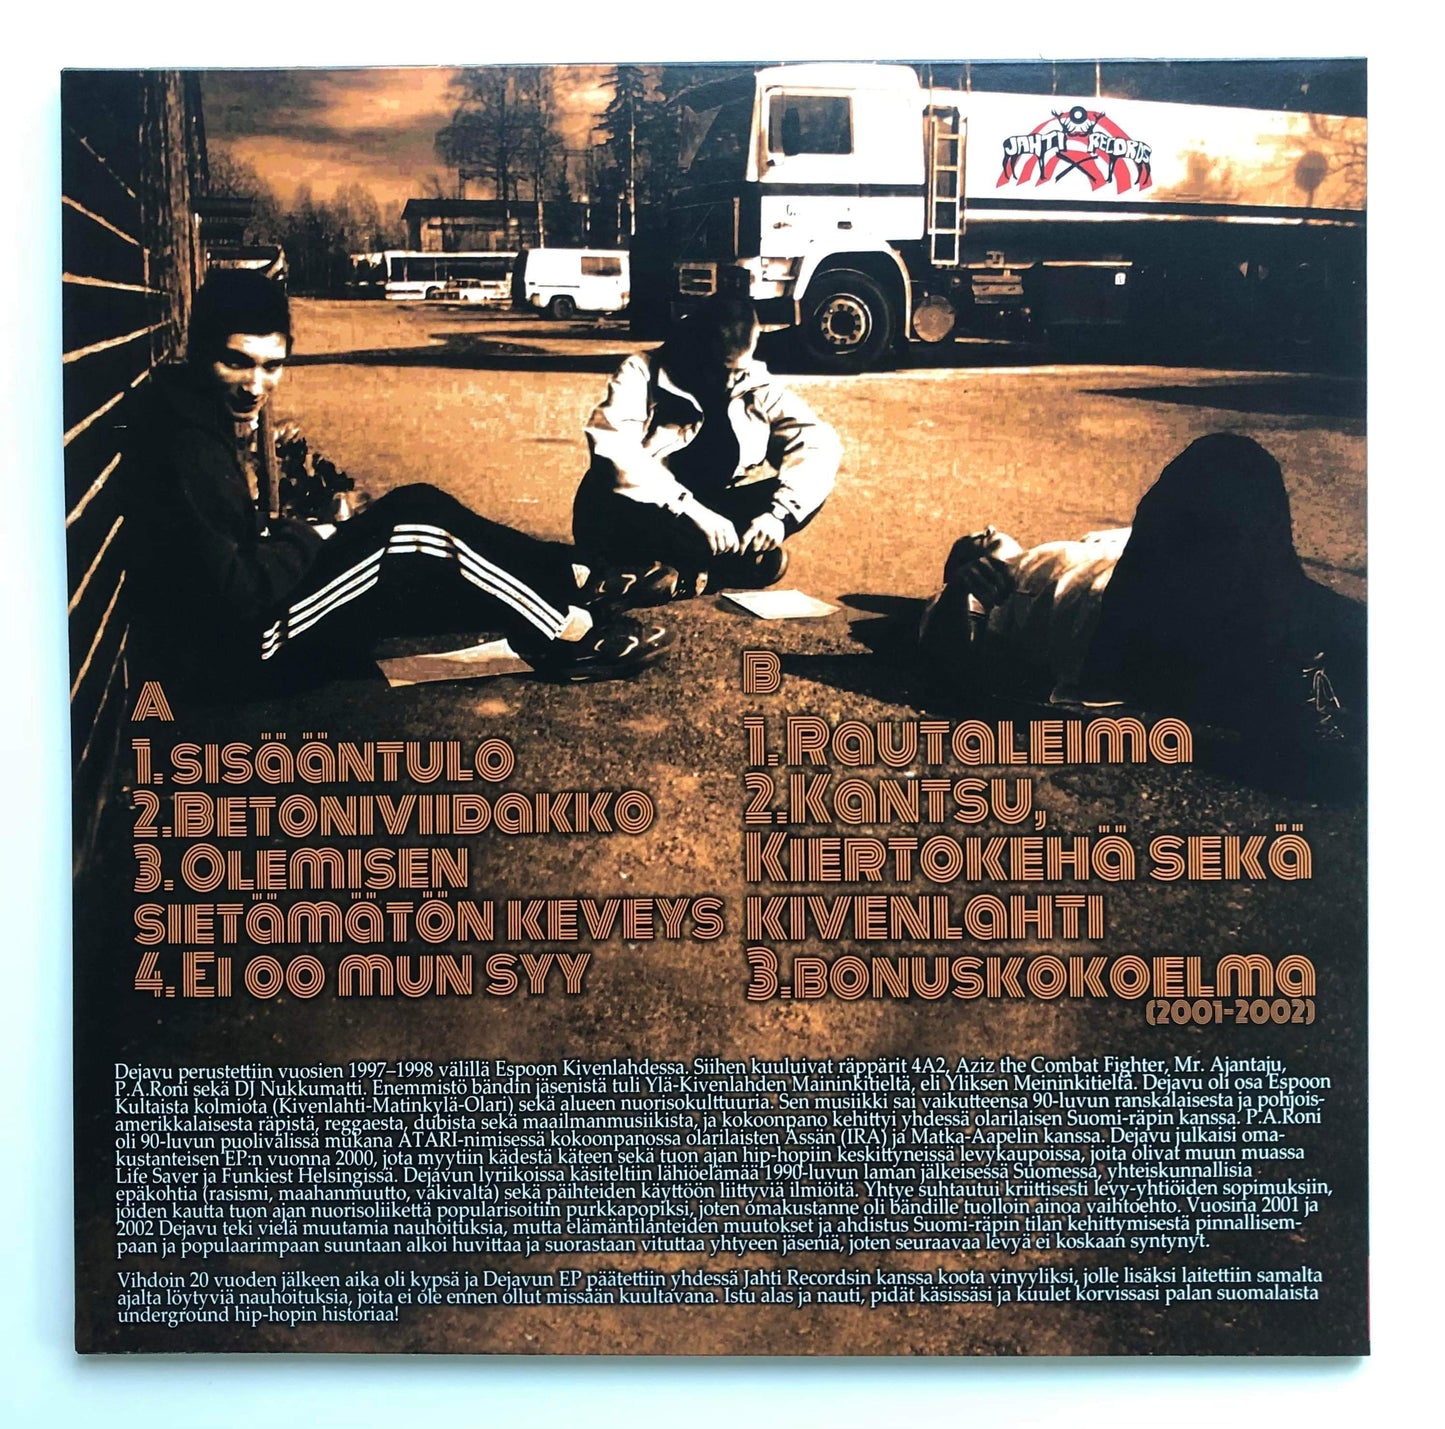 JAHTI RECORDS
A
1. SISÄÄNTULO
2. BETONIVIIDAKKO
3. OLEMISEN
SIETÄMÄTÖN KEVEYS
4. EI OO MUN SYY
B
1. RAUTALEIMA
2. KANTSU,
KIERTOKEHÄ SEKÄ
KIVENLAHTI
3. BONUSKOKOELMA
(2001-2002)
Dejavu perustettiin vuosien 1997–1998 välillä Espoon Kivenlahdessa. Siihen kuuluivat räppärit 4A2, Aziz the Combat Fighter, Mr. Ajantaju,
P.A.Roni sekä DJ Nukkumatti. Enemmistö bändin jäsenistä tuli Ylä-Kivenlahden Maininkitieltä, eli Yliksen Meininkitieltä. Dejavu oli osa Espoon
Kultaista kolmiota (Kivenlahti-Matinkylä-Olari) sekä alueen nuorisokulttuuria. Sen musiikki sai vaikutteensa 90-luvun ranskalaisesta ja pohjois-
amerikkalaisesta räpistä, reggaesta, dubista sekä maailmanmusiikista, ja kokoonpano kehittyi yhdessä olarilaisen Suomi-räpin kanssa. P.A.Roni
oli 90-luvun puolivälissä mukana ATARI-nimisessä kokoonpanossa olarilaisten Ässän (IRA) ja Matka-Aapelin kanssa. Dejavu julkaisi oma-
kustanteisen EP:n vuonna 2000, jota myytiin kädestä käteen sekä tuon ajan hip-hopiin keskittyneissä levykaupoissa, joita olivat muun muassa
Life Saver ja Funkiest Helsingissä. Dejavun lyriikoissa käsiteltiin lähiöelämää 1990-luvun laman jälkeisessä Suomessa, yhteiskunnallisia
epäkohtia (rasismi, maahanmuutto, väkivalta) sekä päihteiden käyttöön liittyviä ilmiöitä. Yhtye suhtautui kriittisesti levy-yhtiöiden sopimuksiin,
joiden kautta tuon ajan nuorisoliikettä popularisoitiin purkkapopiksi, joten omakustanne oli bändille tuolloin ainoa vaihtoehto. Vuosina 2001 ja
2002 Dejavu teki vielä muutamia nauhoituksia, mutta elämäntilanteiden muutokset ja ahdistus Suomi-räpin tilan kehittymisestä pinnallisem-
paan ja populaarimpaan suuntaan alkoi huvittaa ja suorastaan vituttaa yhtyeen jäseniä, joten seuraavaa levyä ei koskaan syntynyt.
Vihdoin 20 vuoden jälkeen aika oli kypsä ja Dejavun EP päätettiin yhdessä Jahti Recordsin kanssa koota vinyyliksi, jolle lisäksi laitettiin samalta
ajalta löytyviä nauhoituksia, joita ei ole ennen ollut missään kuultavana. Istu alas ja nauti, pidät käsissäsi ja kuulet korvissasi palan suomalaista
underground hip-hopin historiaa!